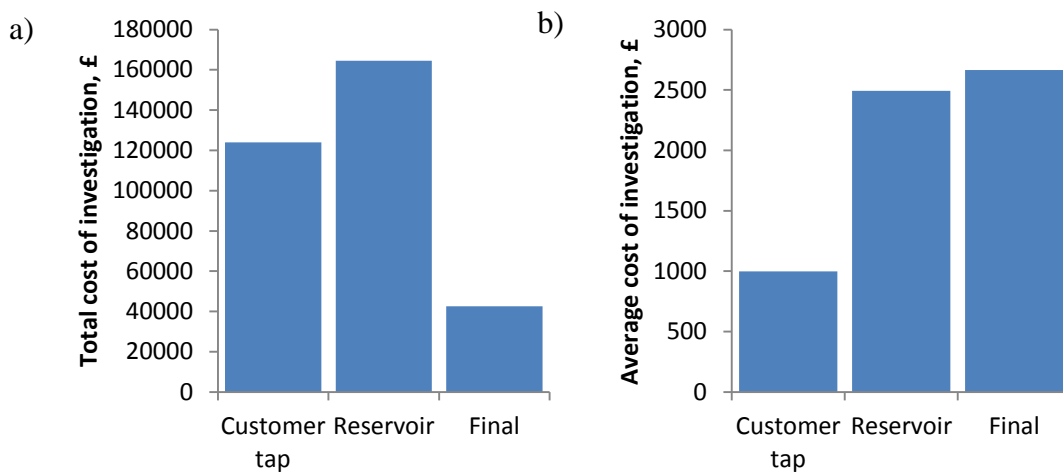 a)
Total cost of investigation, £
180000
160000
140000
120000
100000
80000
60000
40000
20000
0
Customer tap
Reservoir
Final
b)
Average cost of investigation, £
3000
2500
2000
1500
1000
500
0
Customer tap
Reservoir
Final